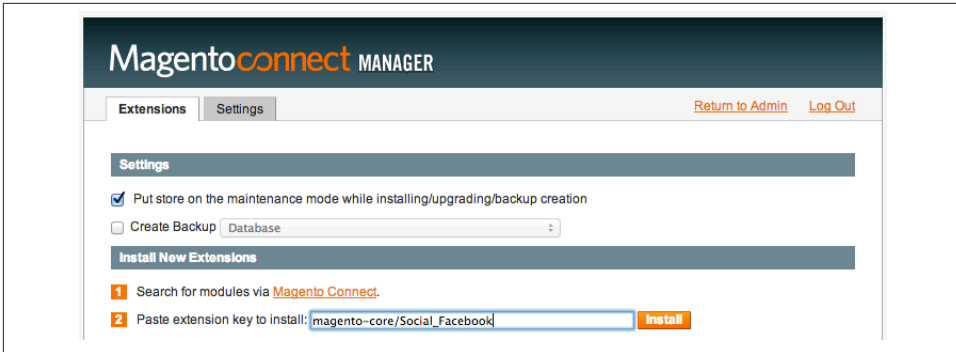 Magentoconnect MANAGER
Extensions Settings Return to Admin Log Out
Settings
Put store on the maintenance mode while installing/upgrading/backup creation
Create Backup Database
Install New Extensions
1 Search for modules via Magento Connect.
2 Paste extension key to install: magento-core/Social_Facebook Install